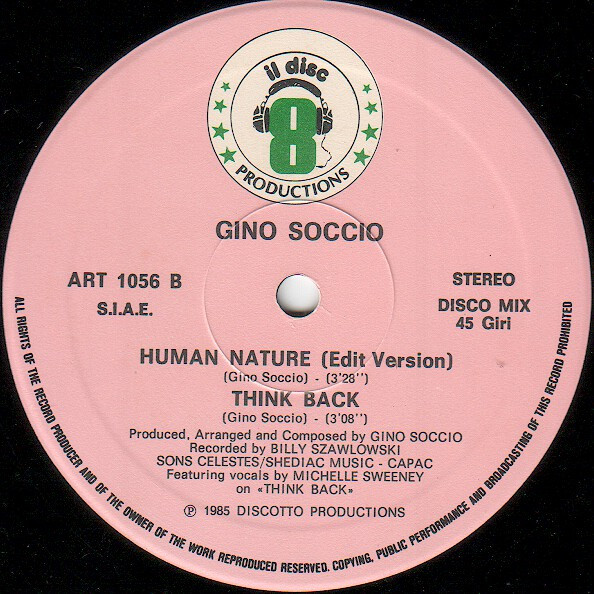 il disc
8
PRODUCTIONS
GINO SOCCIO
ART 1056 B
S.I.A.E.
STEREO
DISCO MIX
45 Giri
HUMAN NATURE (Edit Version)
(Gino Soccio) - (3'28'')
THINK BACK
(Gino Soccio) - (3'08'')
Produced, Arranged and Composed by GINO SOCCIO
Recorded by BILLY SZAWLOWSKI
SONS CELESTES/SHEDIAC MUSIC - CAPAC
Featuring vocals by MICHELLE SWEENEY
on «THINK BACK»
℗ 1985 DISCOTTO PRODUCTIONS
ALL RIGHTS OF THE RECORD PRODUCER AND OF THE OWNER OF THE WORK REPRODUCED RESERVED. COPYING, PUBLIC PERFORMANCE AND BROADCASTING OF THIS RECORD PROHIBITED